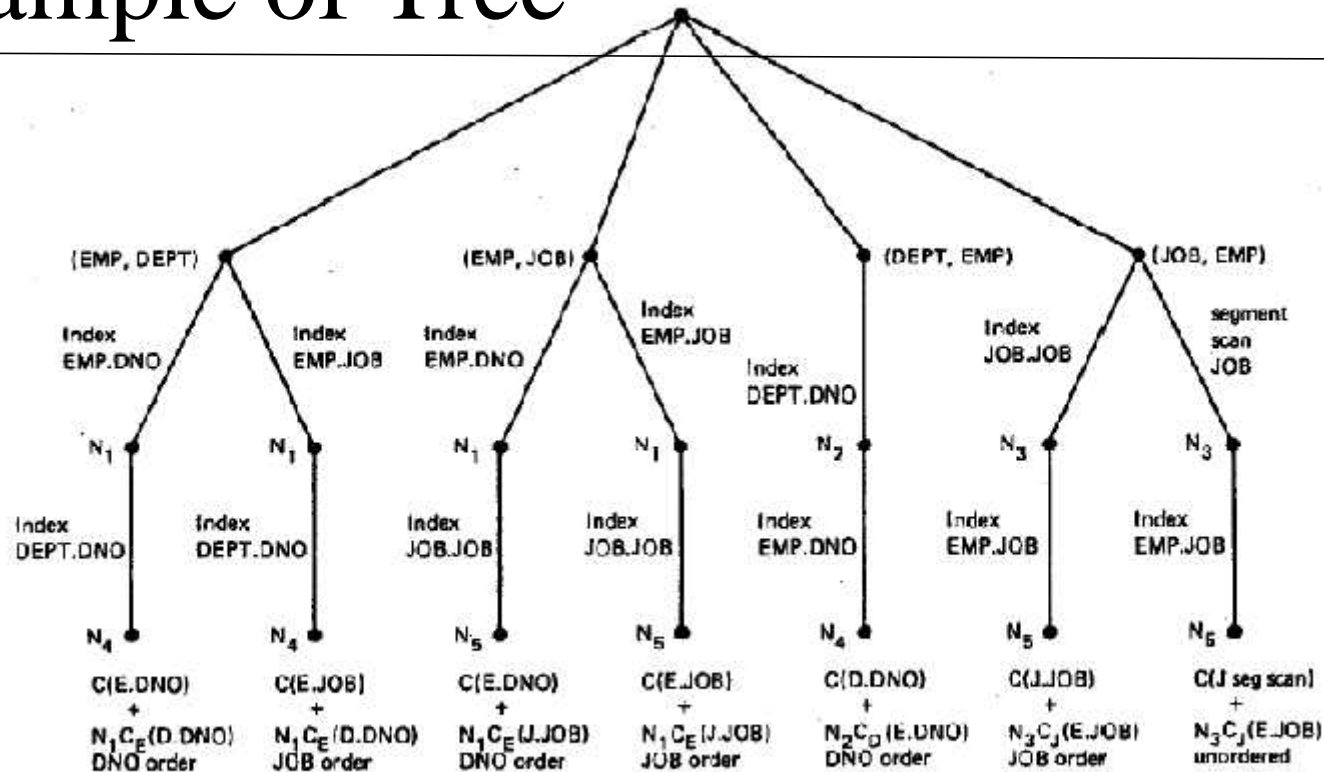 ample of Tree
(EMP, DEPT)
(EMP, JOB)
(DEPT, EMP)
(JOB, EMP)
Index
EMP.DNO
Index
EMP.JOB
Index
EMP.DNO
Index
EMP.JOB
Index
DEPT.DNO
Index
JOB.JOB
segment
scan
JOB
N1
N1
N1
N1
N2
N3
N3
Index
DEPT.DNO
Index
DEPT.DNO
Index
JOB.JOB
Index
JOB.JOB
Index
EMP.DNO
Index
EMP.JOB
Index
EMP.JOB
N4
N4
N5
N5
N4
N5
N5
C(E.DNO)
+
N1CE(D.DNO)
DNO order
C(E.JOB)
+
N1CE(D.DNO)
JOB order
C(E.DNO)
+
N1CE(J.JOB)
DNO order
C(E.JOB)
+
N1CE(J.JOB)
JOB order
C(D.DNO)
+
N2CD(E.DNO)
DNO order
C(J.JOB)
+
N3CJ(E.JOB)
JOB order
C(J seg scan)
+
N3CJ(E.JOB)
unordered